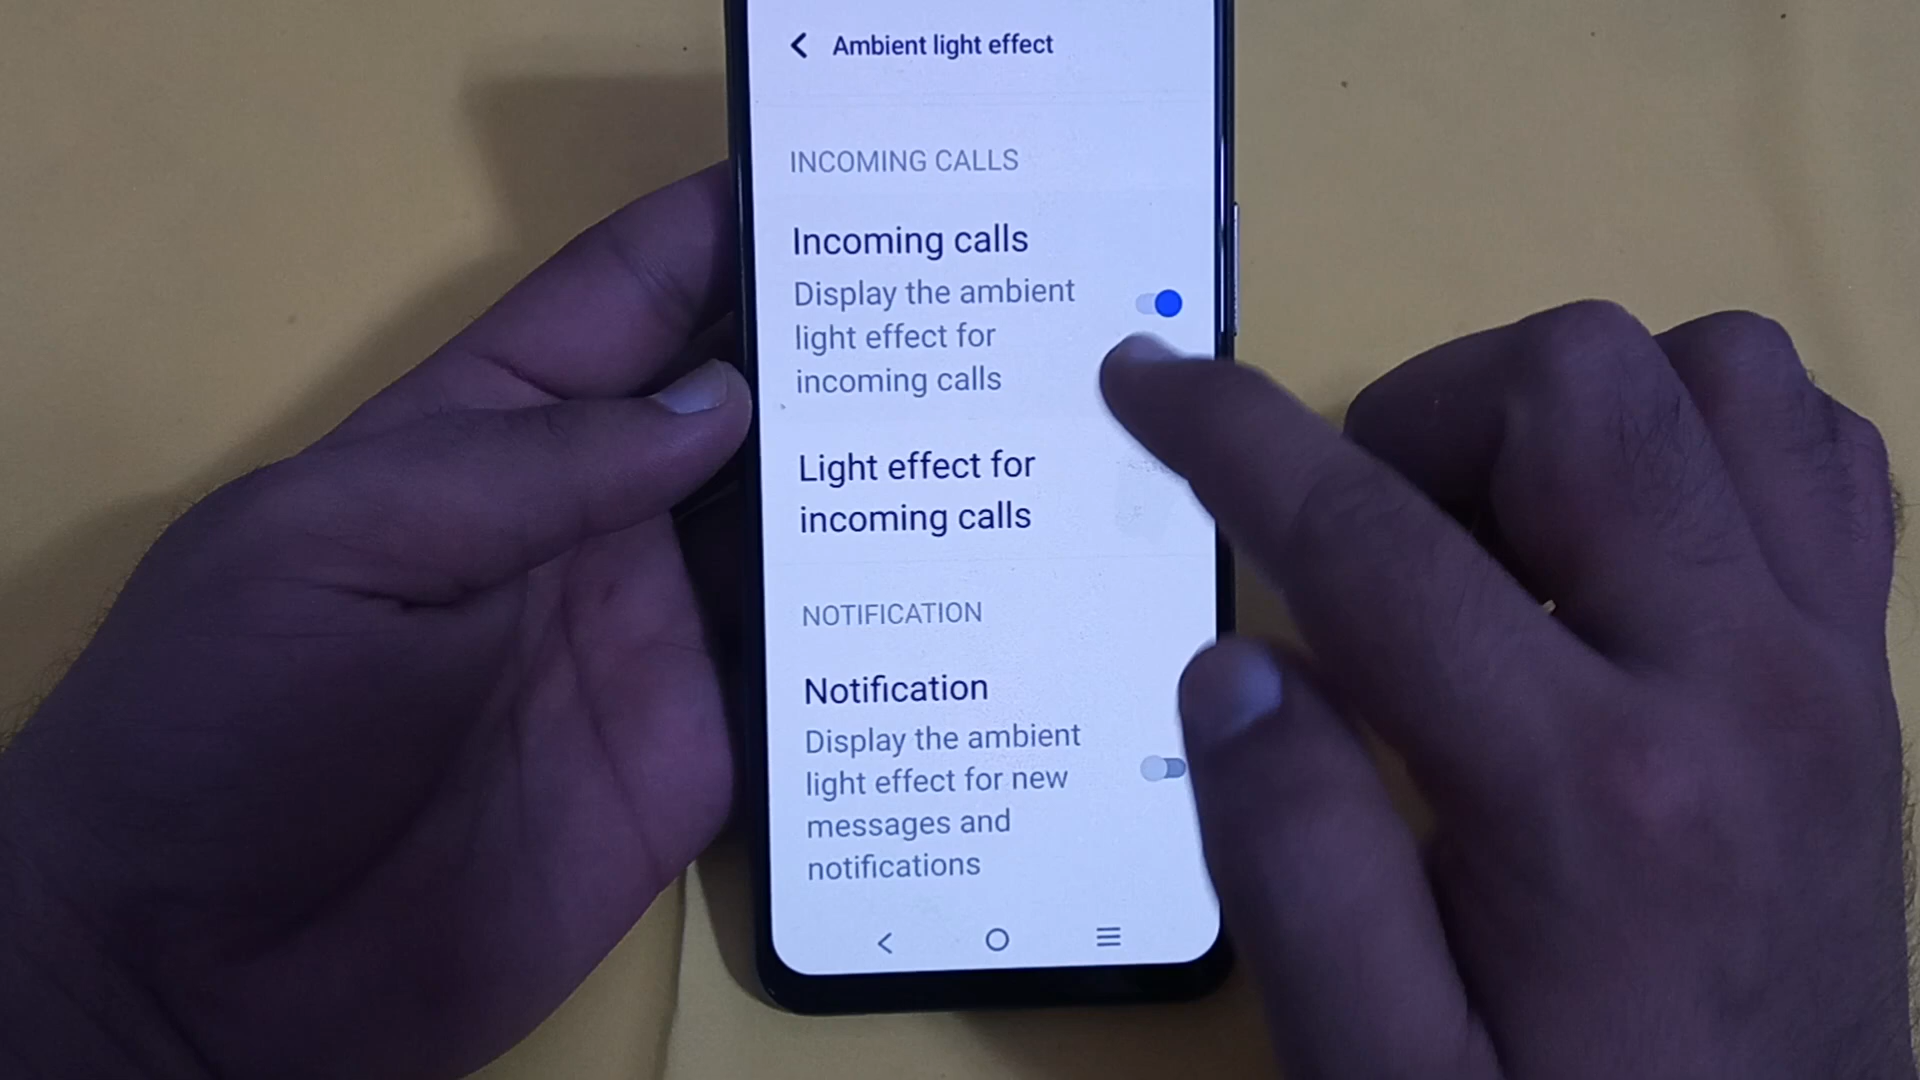 Ambient light effect
INCOMING CALLS
Incoming calls
Display the ambient
light effect for
incoming calls
Light effect for
incoming calls
NOTIFICATION
Notification
Display the ambient
light effect for new
messages and
notifications